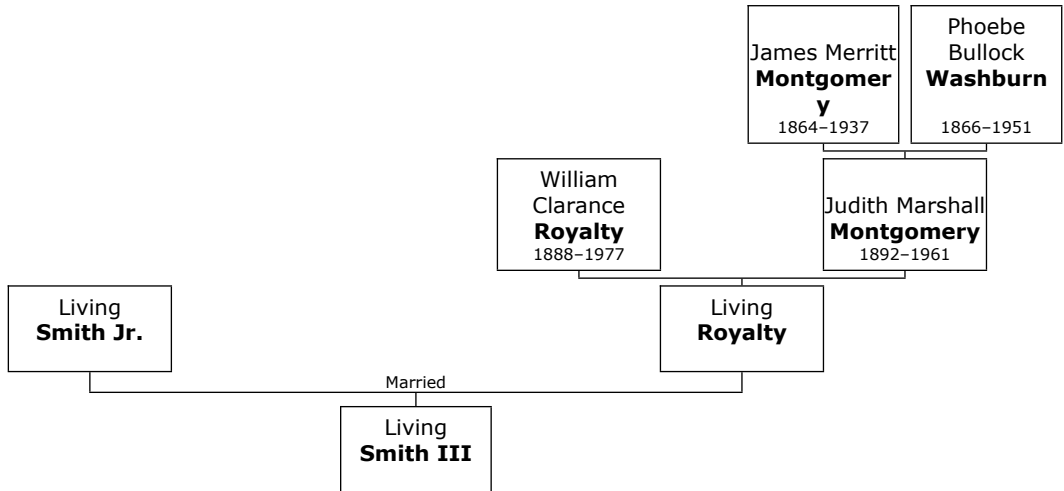 James Merritt
Montgomer
y
1864–1937
Phoebe
Bullock
Washburn
1866–1951
William
Clarance
Royalty
1888–1977
Judith Marshall
Montgomery
1892–1961
Living
Smith Jr.
Living
Royalty
Married
Living
Smith III